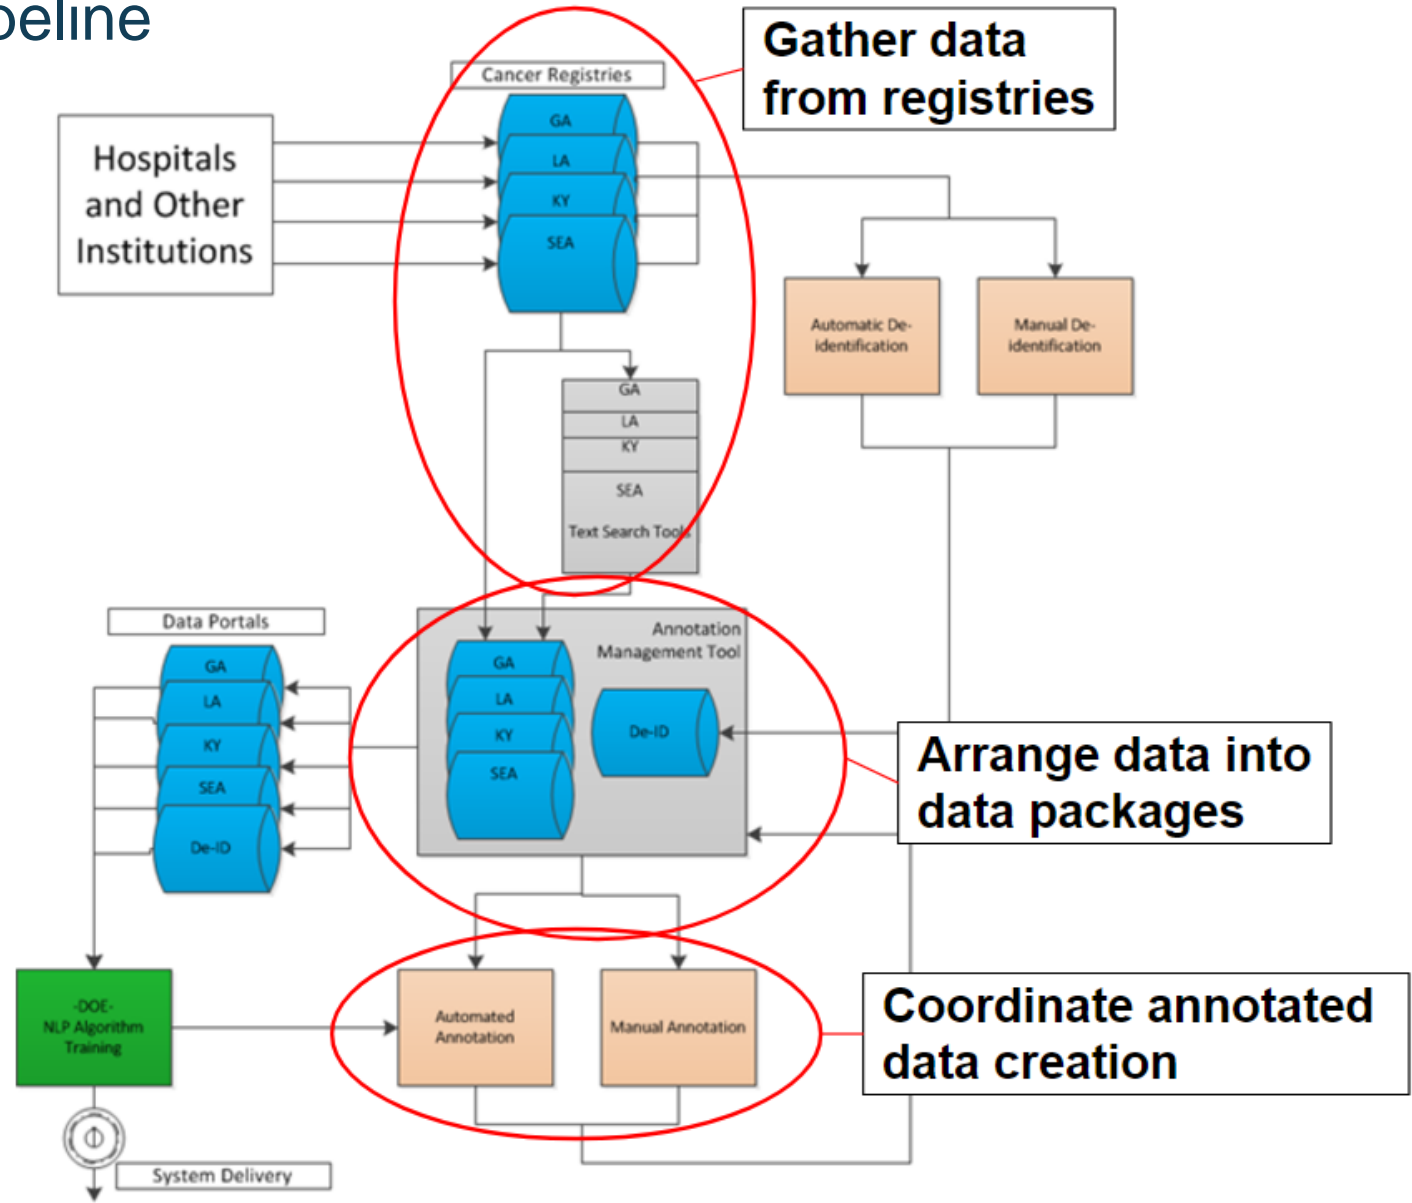 peline
Gather data
from registries
Cancer Registries
Hospitals
and Other
Institutions
GA
LA
KY
SEA
Automatic De-
identification
Manual De-
identification
GA
LA
KY
SEA
Text Search Tools
Data Portals
GA
LA
KY
SEA
De-ID
Annotation
Management Tool
GA
LA
KY
SEA
De-ID
Arrange data into
data packages
-DOE-
NLP Algorithm
Training
Automated
Annotation
Manual Annotation
Coordinate annotated
data creation
System Delivery